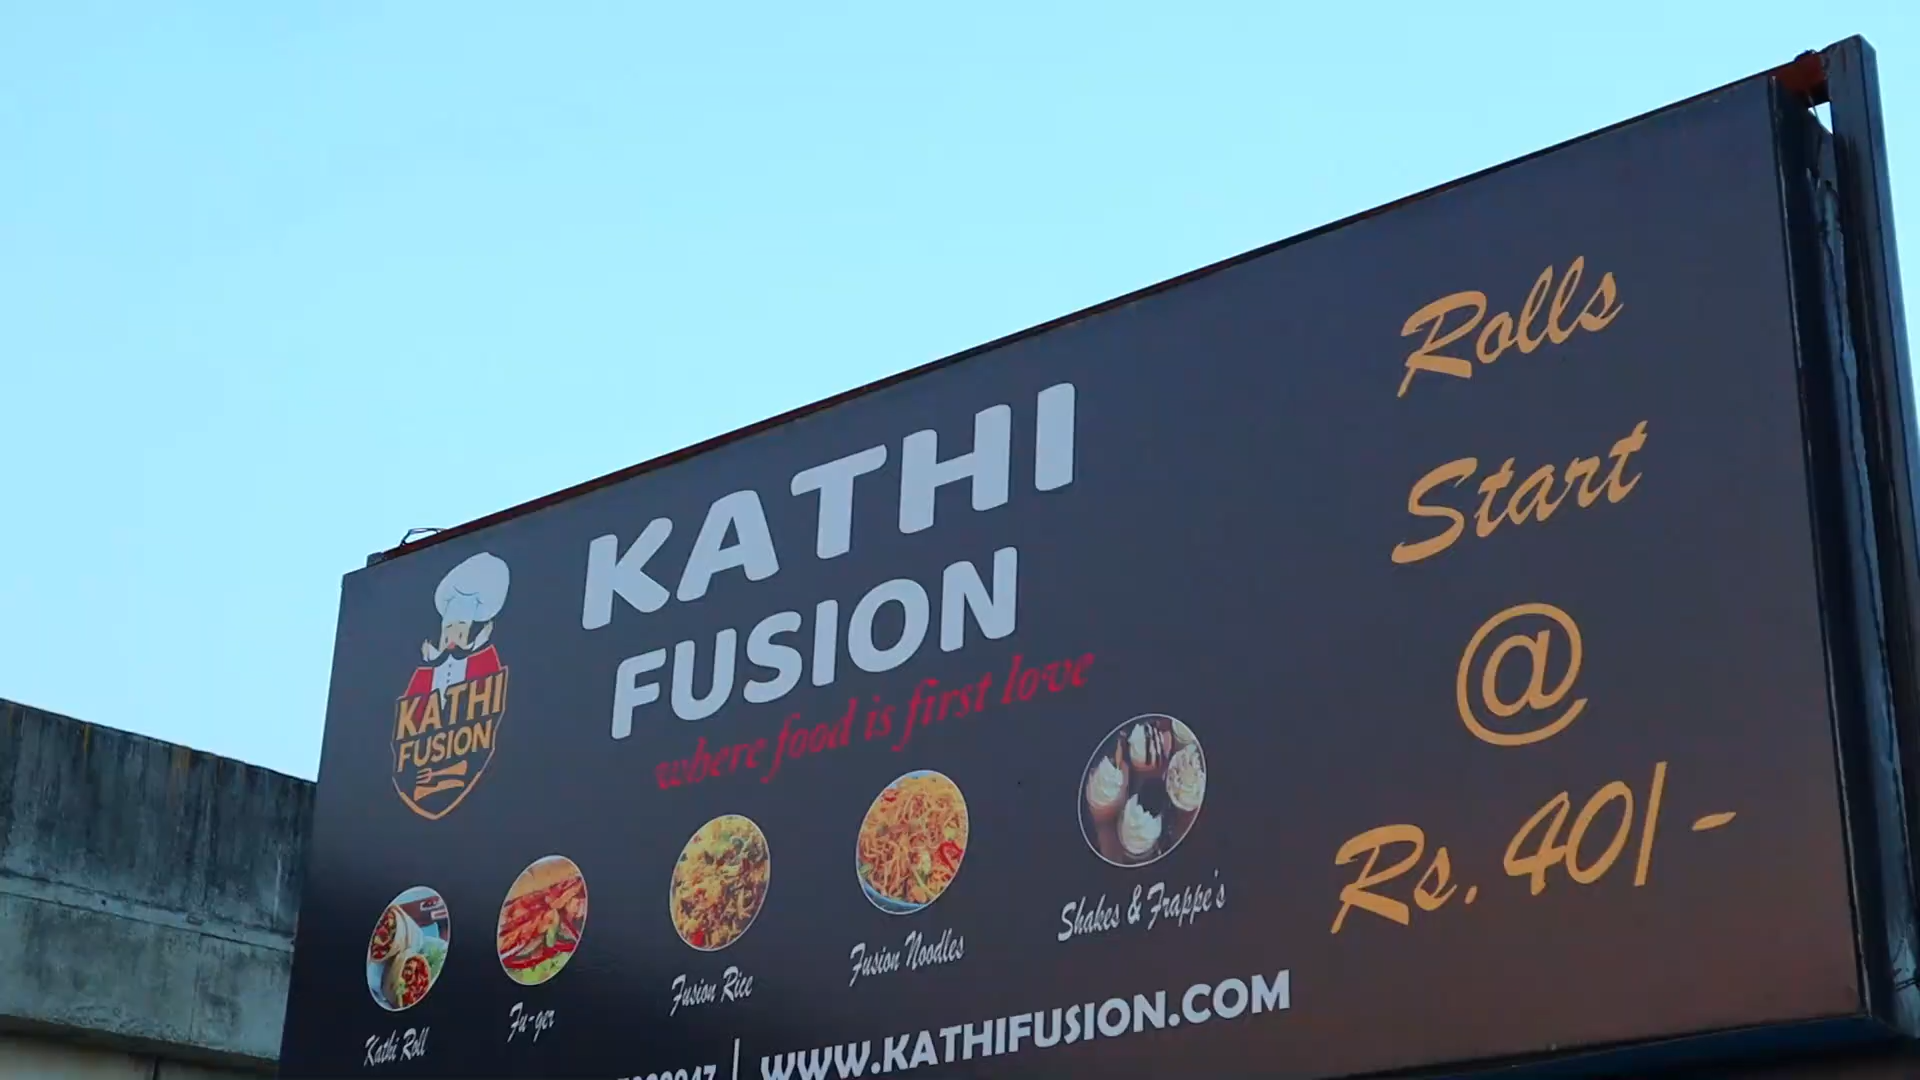 KATHI
FUSION
where food is first love
KATHI
FUSION
Kathi Roll
Fu-ger
Fusion Rice
Fusion Noodles
Shakes & Frappe's
| WWW.KATHIFUSION.COM
Rolls
Start
@
Rs. 40/-